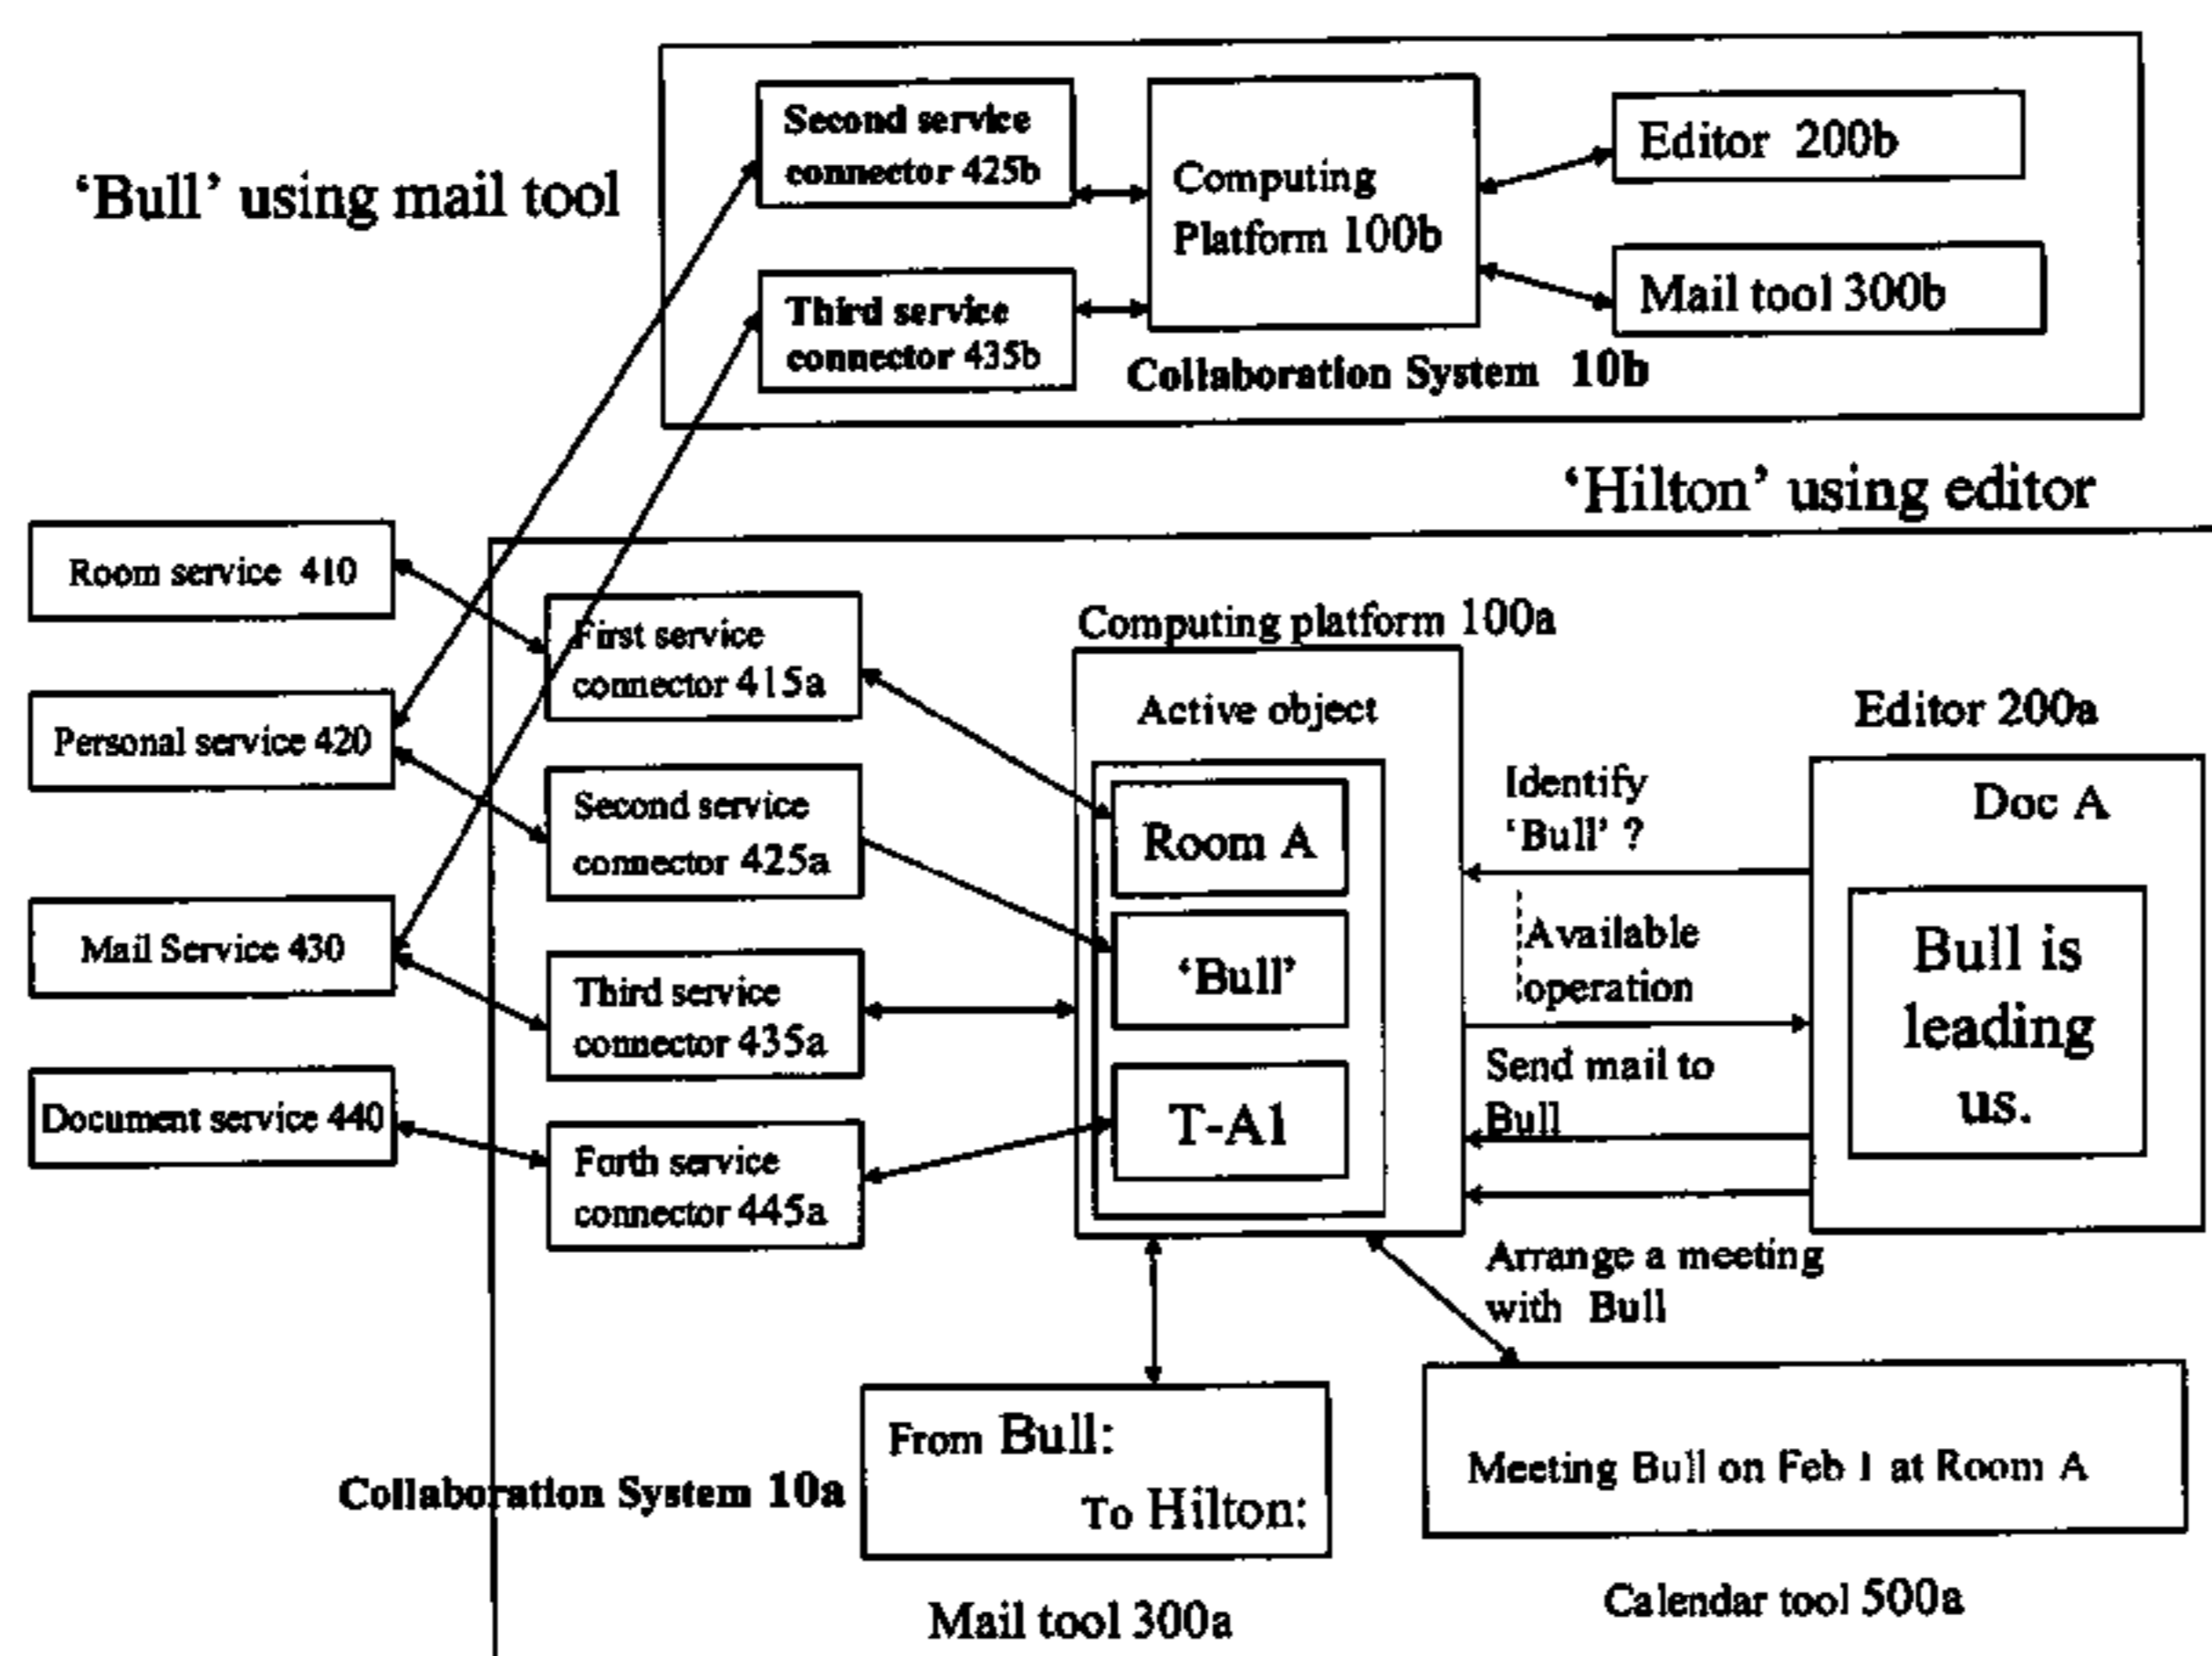 Second service
connector 425b
Computing
Platform 100b
Editor 200b
Mail tool 300b
Third service
connector 435b
Collaboration System 10b
‘Bull’ using mail tool
‘Hilton’ using editor
Room service 410
Personal service 420
Mail Service 430
Document service 440
First service
connector 415a
Second service
connector 425a
Third service
connector 435a
Forth service
connector 445a
Computing platform 100a
Active object
Room A
‘Bull’
T-A1
Identify
‘Bull’ ?
Available
operation
Send mail to
Bull
Arrange a meeting
with Bull
Editor 200a
Doc A
Bull is
leading
us.
Collaboration System 10a
From Bull:
To Hilton:
Mail tool 300a
Meeting Bull on Feb 1 at Room A
Calendar tool 500a